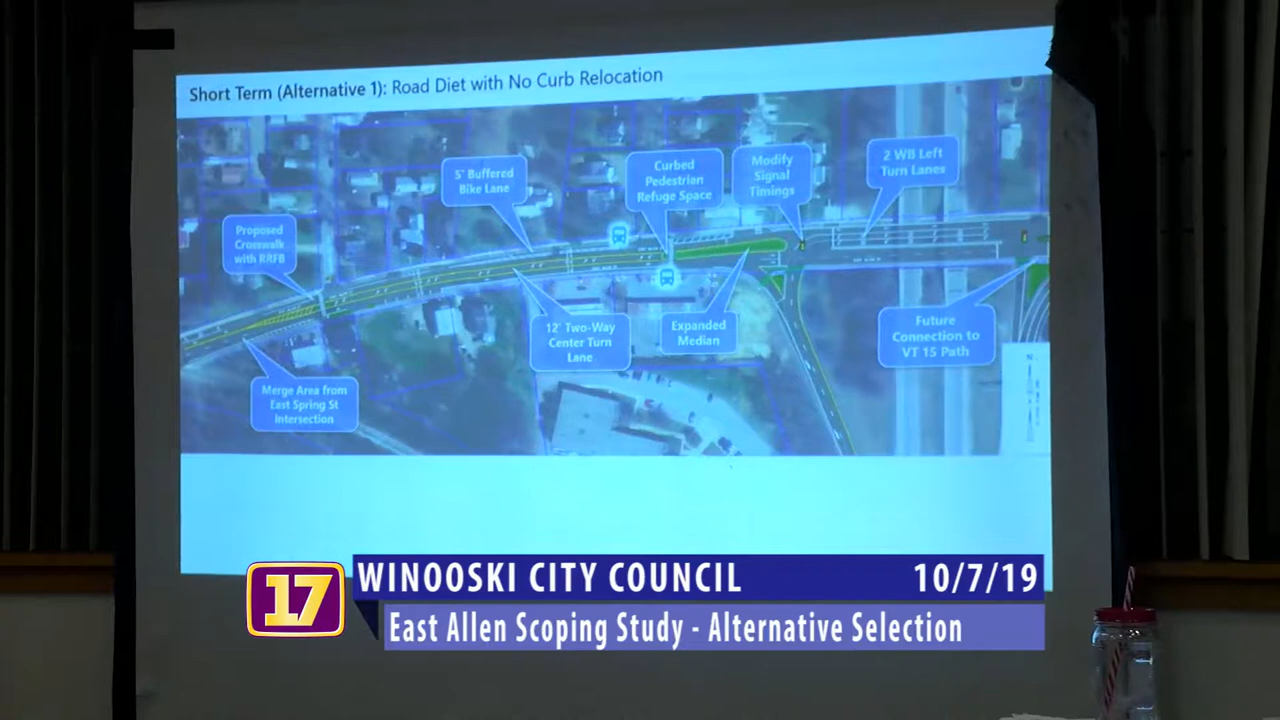 Short Term (Alternative 1): Road Diet with No Curb Relocation
2 WB Left
Turn Lanes
Modify
Signal
Timings
Curbed
Pedestrian
Refuge Space
5' Buffered
Bike Lane
Proposed
Crosswalk
with RRFB
12' Two-Way
Center Turn
Lane
Expanded
Median
Future
Connection to
VT 15 Path
Merge Area from
East Spring St
Intersection
17
WINOOSKI CITY COUNCIL 10/7/19
East Allen Scoping Study - Alternative Selection